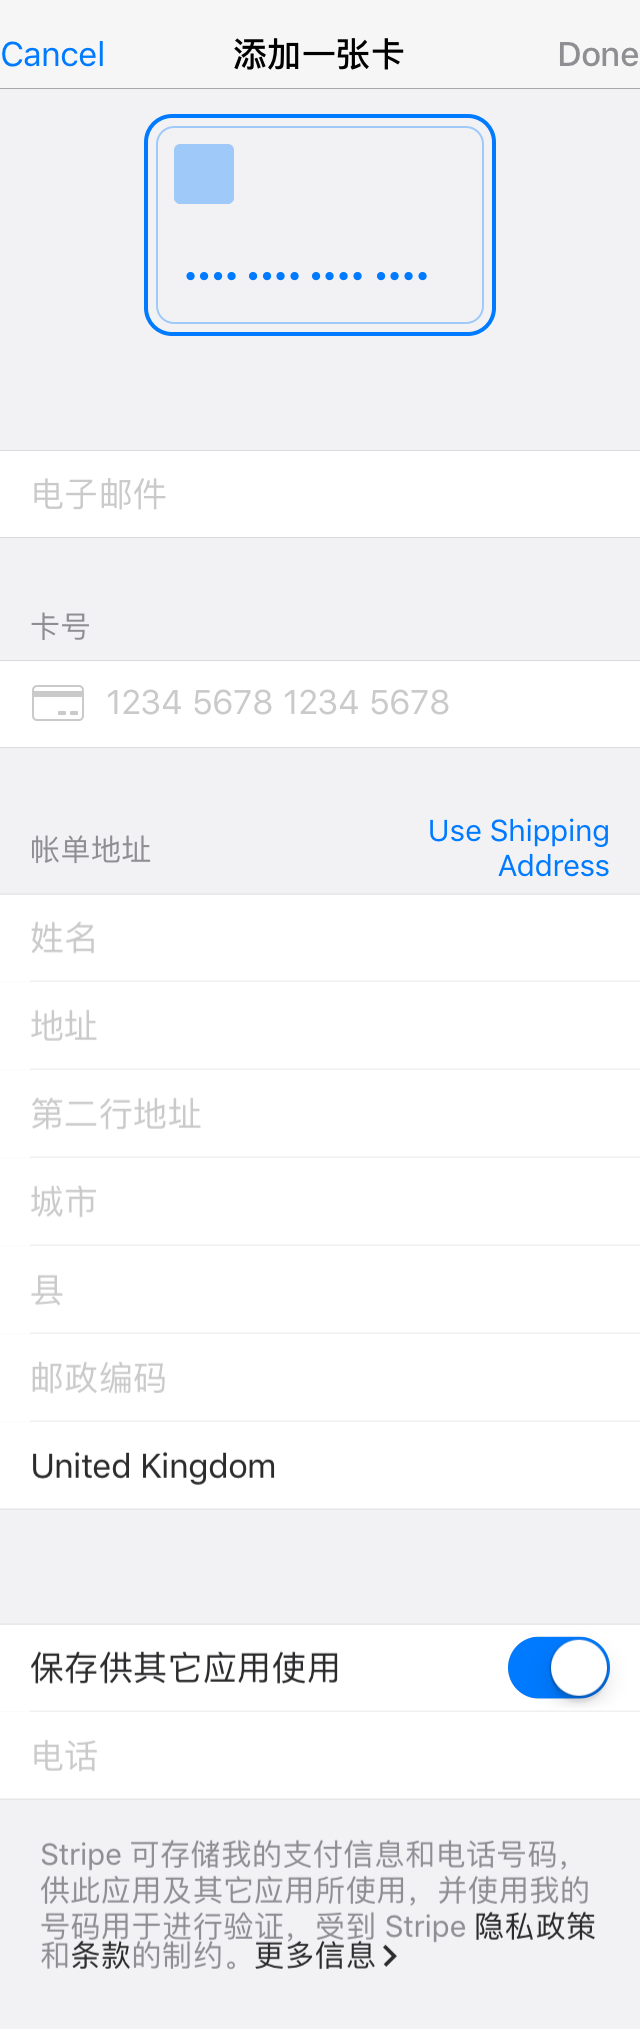 Cancel 添加一张卡 Done
•••• •••• •••• ••••
电子邮件
卡号
1234 5678 1234 5678
帐单地址
Use Shipping
Address
姓名
地址
第二行地址
城市
县
邮政编码
United Kingdom
保存供其它应用使用
电话
Stripe 可存储我的支付信息和电话号码，
供此应用及其它应用所使用，并使用我的
号码用于进行验证，受到 Stripe 隐私政策
和条款的制约。更多信息 >